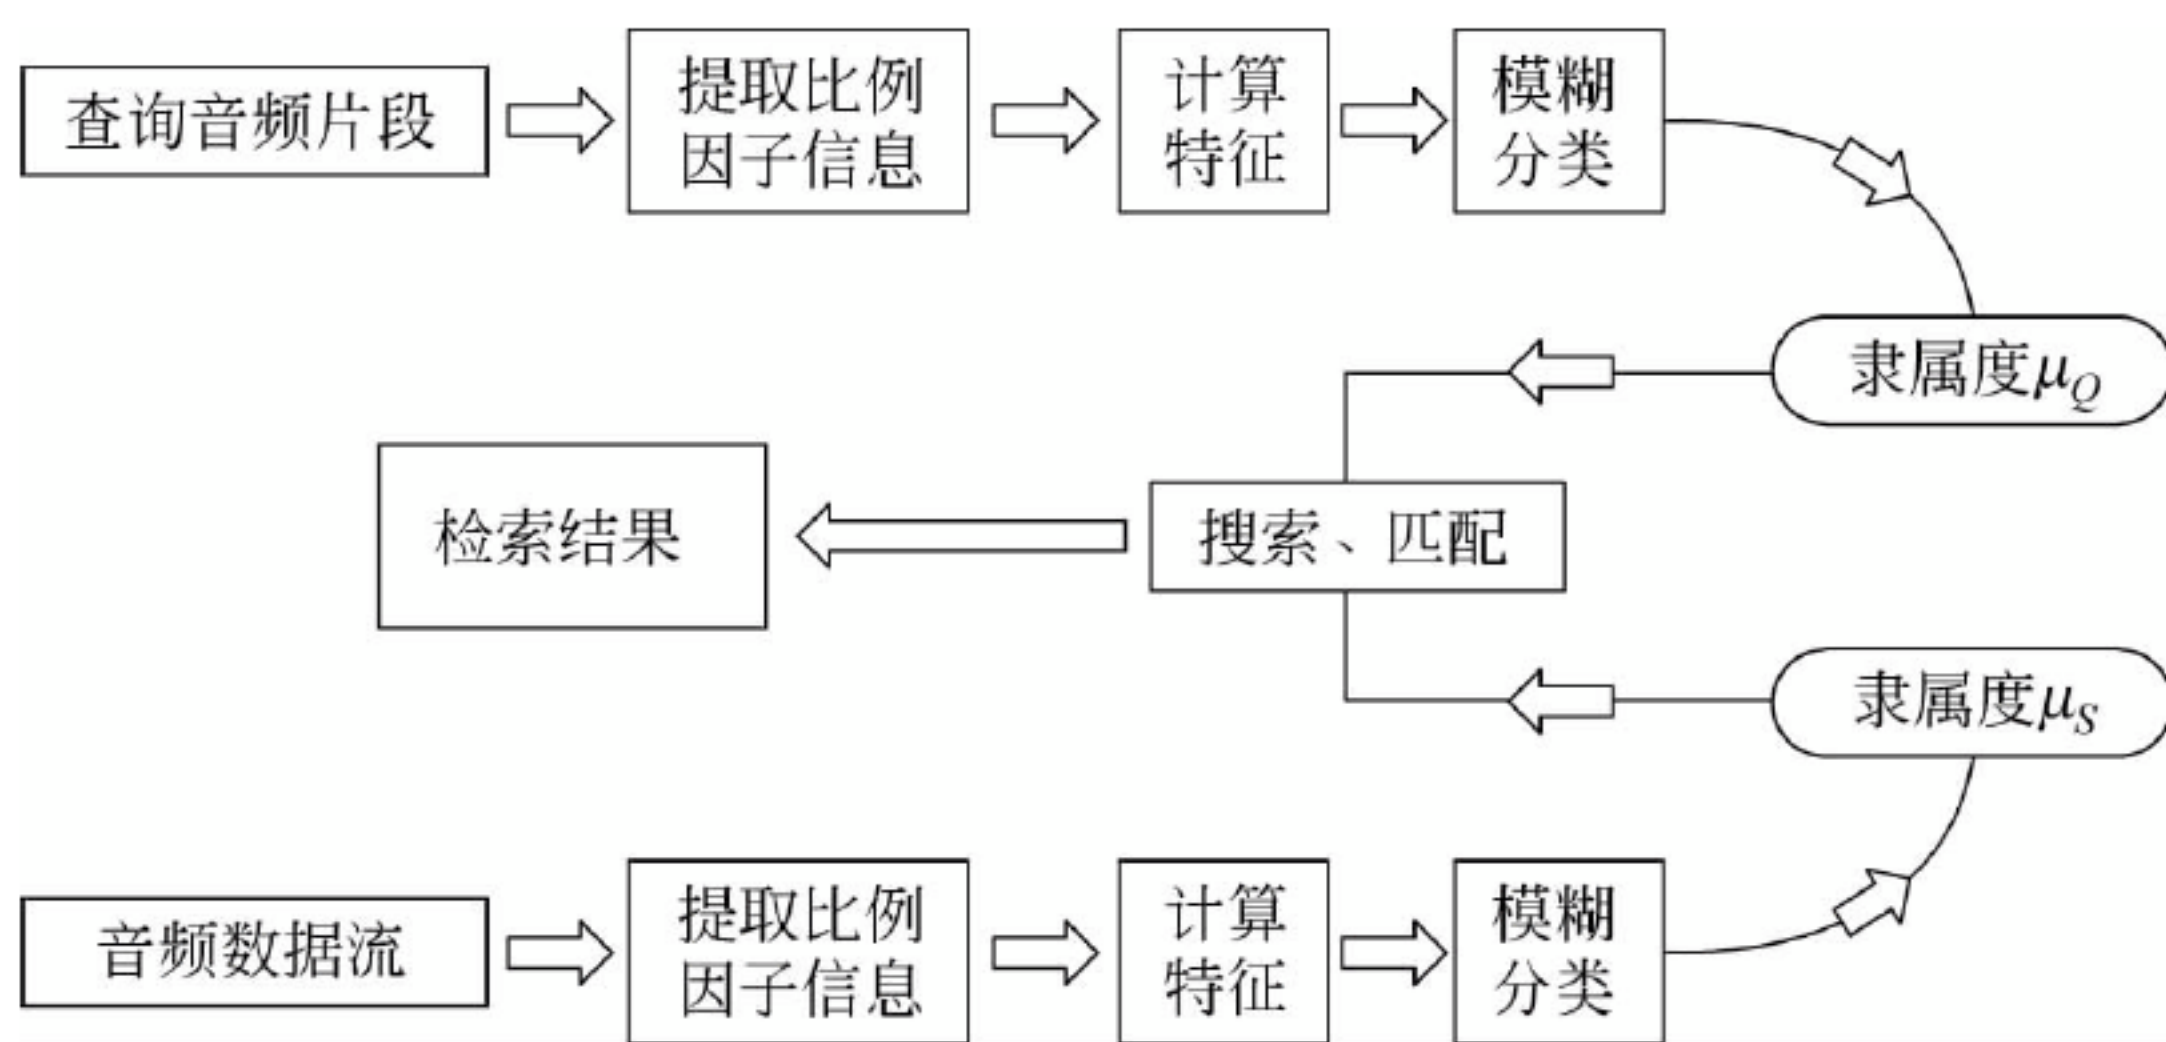 查询音频片段
提取比例
因子信息
计算
特征
模糊
分类
隶属度μQ
检索结果
搜索、匹配
隶属度μS
音频数据流
提取比例
因子信息
计算
特征
模糊
分类